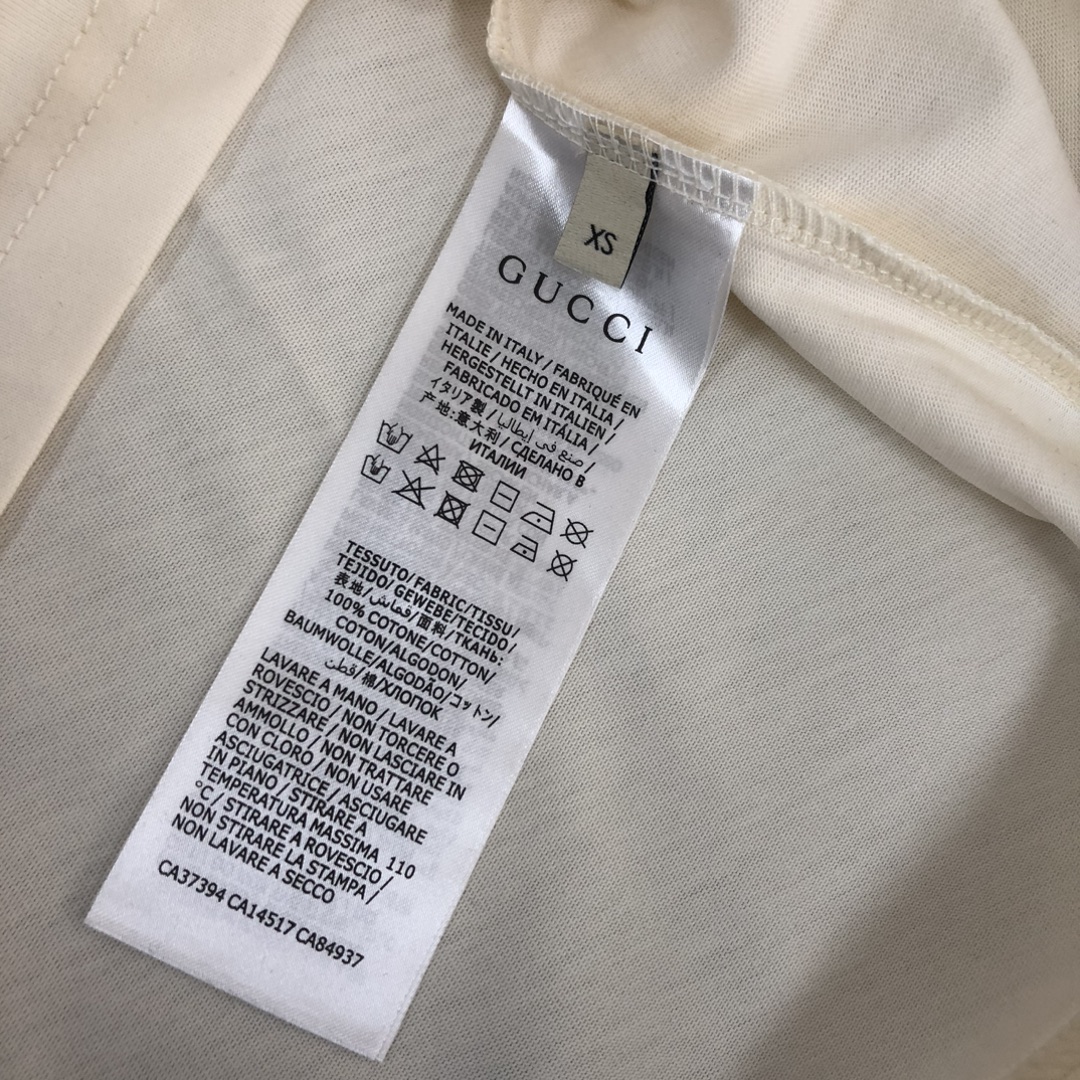 XS
GUCCI
MADE IN ITALY / FABRIQUÉ EN
ITALIE / HECHO EN ITALIA /
HERGESTELLT IN ITALIEN /
FABRICADO EM ITÁLIA /
イタリア製 / صنع في إيطاليا /
产地:意大利 / СДЕЛАНО В
ИТАЛИИ
TESSUTO/FABRIC/TISSU/
TEJIDO/GEWEBE/TECIDO/
表地/قماش/面料/ТКАНЬ:
100% COTONE/COTTON/
COTON/ALGODON/
BAUMWOLLE/ALGODÃO/コットン/
قطن/棉/ХЛОПОК
LAVARE A MANO / LAVARE A
ROVESCIO / NON TORCERE O
STRIZZARE / NON LASCIARE IN
AMMOLLO / NON TRATTARE
CON CLORO / NON USARE
ASCIUGATRICE / ASCIUGARE
IN PIANO / STIRARE A
TEMPERATURA MASSIMA 110
°C / STIRARE A ROVESCIO /
NON STIRARE LA STAMPA /
NON LAVARE A SECCO
CA37394 CA14517 CA84937